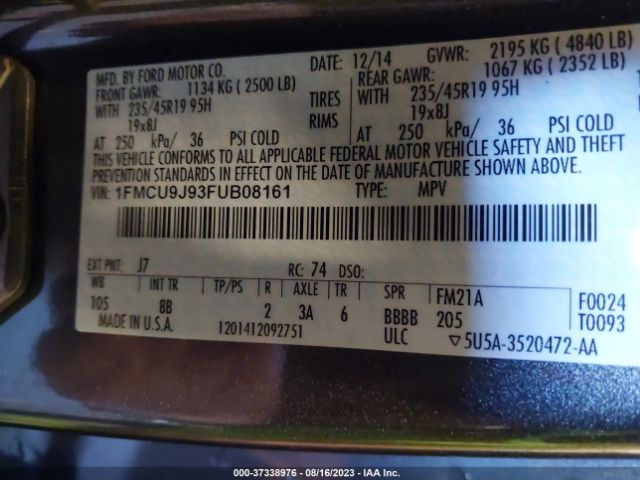 MFD. BY FORD MOTOR CO. DATE: 12/14 GVWR: 2195 KG ( 4840 LB)
FRONT GAWR: 1134 KG ( 2500 LB) REAR GAWR: 1067 KG ( 2352 LB)
WITH 235/45R19 95H TIRES WITH 235/45R19 95H
19x8J RIMS 19x8J
AT 250 kPa/ 36 PSI COLD AT 250 kPa/ 36 PSI COLD
THIS VEHICLE CONFORMS TO ALL APPLICABLE FEDERAL MOTOR VEHICLE SAFETY AND THEFT
PREVENTION STANDARDS IN EFFECT ON THE DATE OF MANUFACTURE SHOWN ABOVE.
VIN: 1FMCU9J93FUB08161 TYPE: MPV
EXT PNT: J7 RC: 74 DSO:
WB INT TR TP/PS R AXLE TR SPR FM21A F0024
105 8B 2 3A 6 BBBB 205 T0093
MADE IN U.S.A. 1201412092751 ULC ▽5U5A-3520472-AA
000-37338976 - 08/16/2023 - IAA Inc.